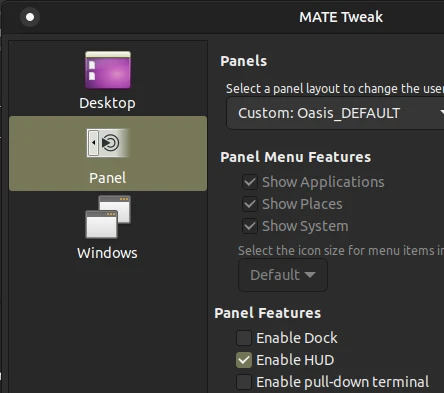 MATE Tweak
Desktop
Panel
Windows
Panels
Select a panel layout to change the user
Custom: Oasis_DEFAULT
Panel Menu Features
Show Applications
Show Places
Show System
Select the icon size for menu items in
Default
Panel Features
Enable Dock
Enable HUD
Enable pull-down terminal